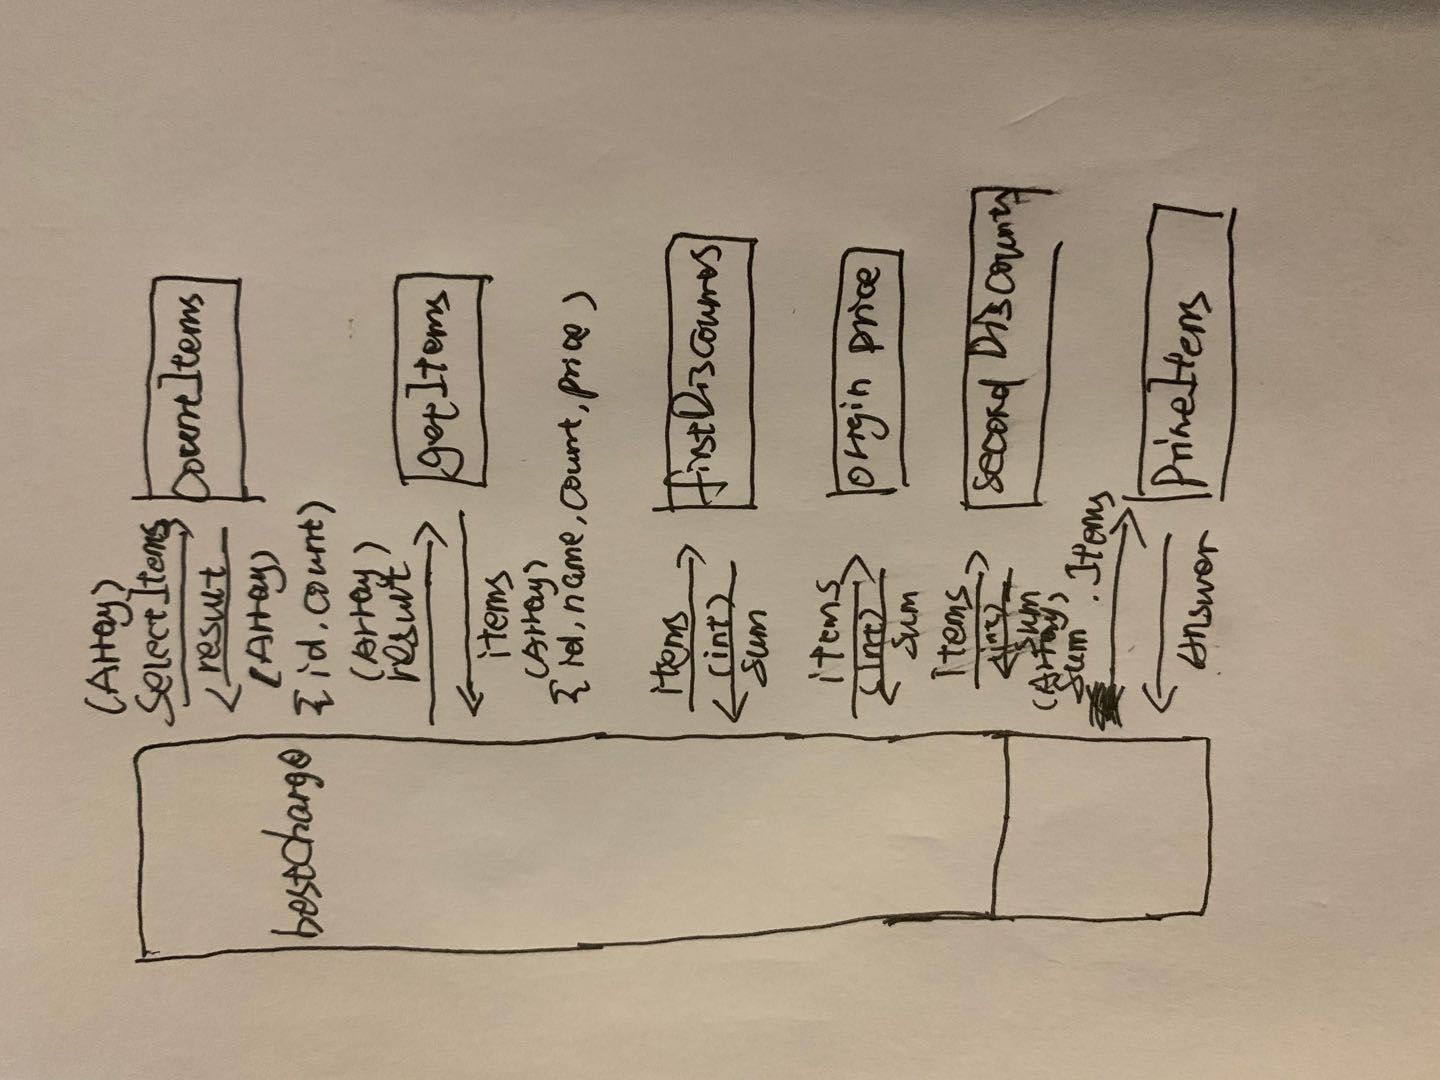 (Array)
SelectItems
CountItems
result
(Array)
bestCharge
{id, count)
(Array)
result
getItems
items
(Array)
{id, name, count, price)
items
firstDiscounts
(int)
sum
items
origin price
(int)
sum
Items
second Discounts
(int)
sum
(Array)
Sum . Items
PrintItems
Answer